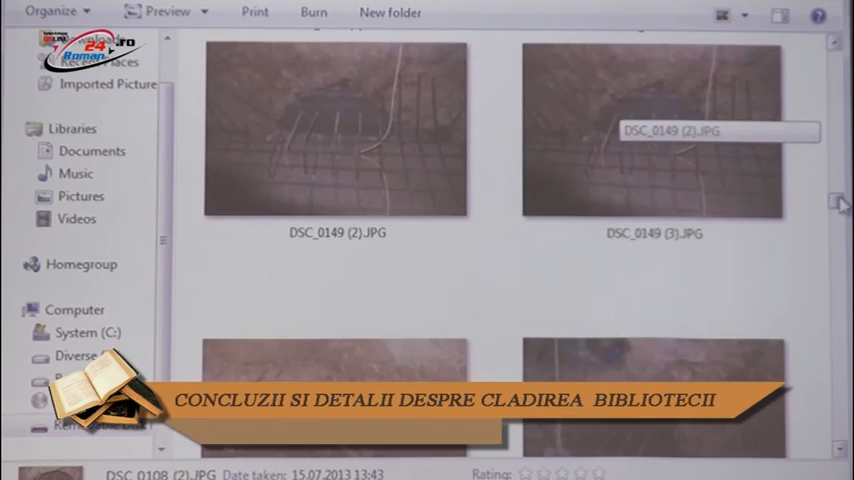 Organize Preview Print Burn New folder
24.ro
Roman
Places
Imported Picture
Libraries
Documents
Music
Pictures
Videos
Homegroup
Computer
System (C:)
Diverse
DSC_0149 (2).JPG
DSC_0149 (2).JPG
DSC_0149 (3).JPG
CONCLUZII SI DETALII DESPRE CLADIREA BIBLIOTECII
DSC_0108 (2).JPG Date taken: 15.07.2013 13:43 Rating: